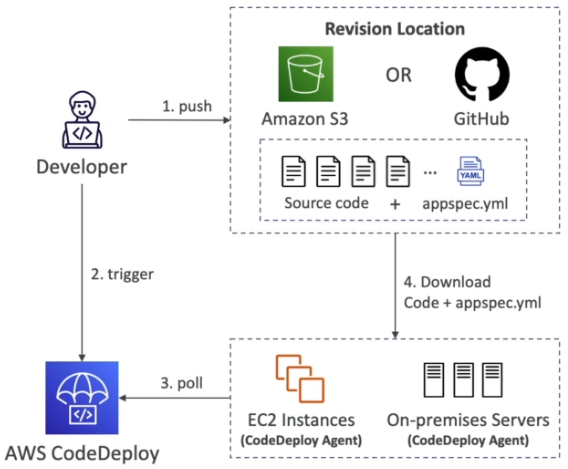 Revision Location
OR
Amazon S3
GitHub
1. push
Developer
</>
YAML
...
Source code + appspec.yml
2. trigger
4. Download
Code + appspec.yml
3. poll
</>
AWS CodeDeploy
EC2 Instances
(CodeDeploy Agent)
On-premises Servers
(CodeDeploy Agent)